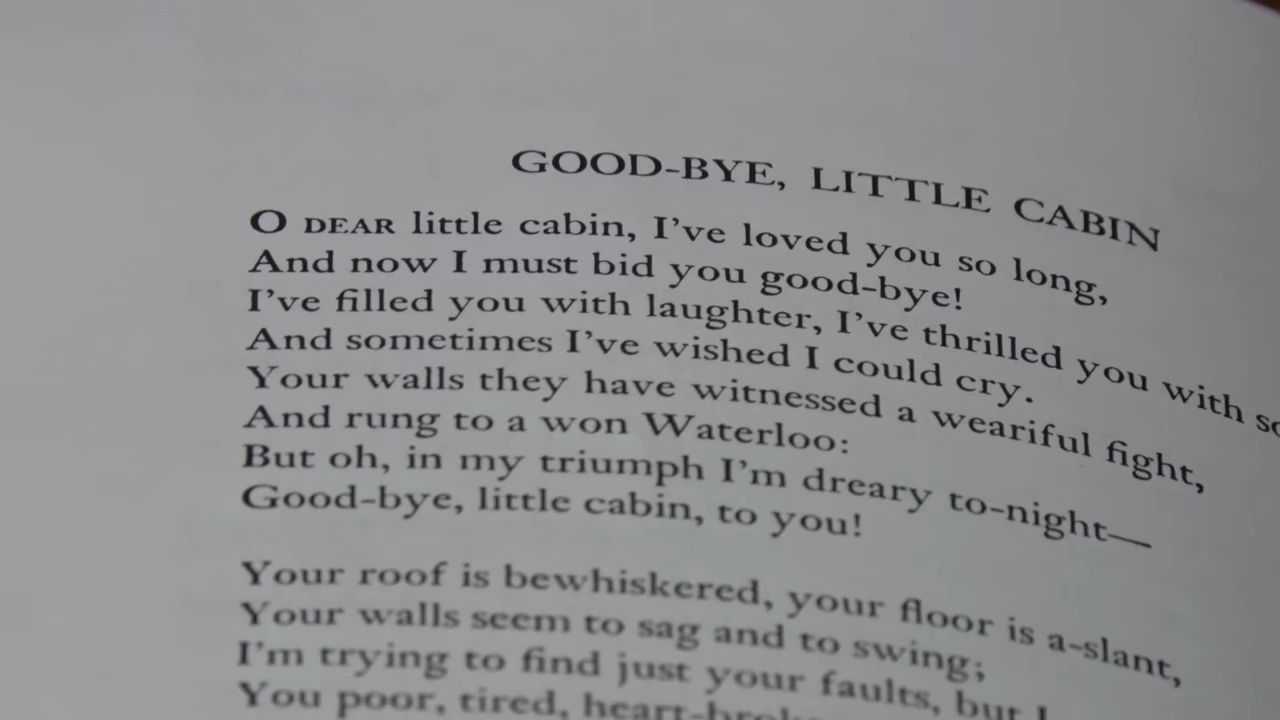 GOOD-BYE, LITTLE CABIN
O DEAR little cabin, I've loved you so long,
And now I must bid you good-bye!
I've filled you with laughter, I've thrilled you with
And sometimes I've wished I could cry.
Your walls they have witnessed a weariful fight,
And rung to a won Waterloo:
But oh, in my triumph I'm dreary to-night—
Good-bye, little cabin, to you!
Your roof is bewhiskered, your floor is a-slant,
Your walls seem to sag and to swing;
I'm trying to find just your faults, but I
You poor, tired,